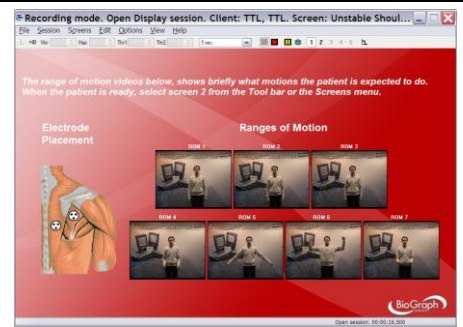 Recording mode. Open Display session. Client: TTL, TTL. Screen: Unstable Shoul...
File Session Screens Edit Options View Help
The range of motion videos below, shows briefly what motions the patient is expected to do.
When the patient is ready, select screen 2 from the Tool bar or the Screens menu.
Electrode
Placement
Ranges of Motion
ROM 1 ROM 2 ROM 3
ROM 4 ROM 5 ROM 6 ROM 7
BioGraph
Open session: 00:00:26,500